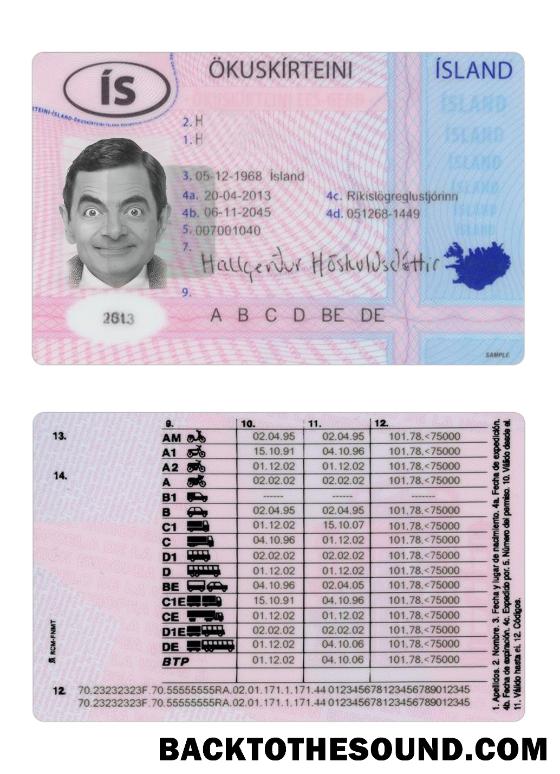 ÍS
ÖKUSKÍRTEINI
ÍSLAND
ÍSLAND
ÍSLAND
ÍSLAND
ÍSLAND
ÍSLAND
ÍSLAND
2. H
1. H
3. 05-12-1968 Ísland
4a. 20-04-2013 4c. Ríkislögreglustjórinn
4b. 06-11-2045 4d. 051268-1449
5. 007001040
7.
Hallgerður Höskuldsdóttir
9.
2013
A B C D BE DE
SAMPLE
13.
14.
9. 10. 11. 12.
AM 02.04.95 02.04.95 101.78.<75000
A1 15.10.91 04.10.96 101.78.<75000
A2 01.12.02 01.12.02 101.78.<75000
A 02.02.02 02.02.02 101.78.<75000
B1 ------ ------ -------
B 02.04.95 02.04.95 101.78.<75000
C1 01.12.02 15.10.07 101.78.<75000
C 04.10.96 01.12.02 101.78.<75000
D1 02.02.02 02.02.02 101.78.<75000
D 01.12.02 01.12.02 101.78.<75000
BE 04.10.96 02.04.05 101.78.<75000
C1E 15.10.91 04.10.96 101.78.<75000
CE 01.12.02 01.12.02 101.78.<75000
D1E 02.02.02 02.02.02 101.78.<75000
DE 01.12.02 04.10.06 101.78.<75000
BTP 01.12.02 04.10.06 101.78.<75000
1. Apellidos. 2. Nombre. 3. Fecha y lugar de nacimiento. 4a. Fecha de expedición.
4b. Fecha de expiración. 4c. Expedido por. 5. Número del permiso. 10. Válido desde el.
11. Válido hasta el. 12. Códigos.
RCM-FNMT
12. 70.23232323F.70.55555555RA.02.01.171.1.171.44 012345678123456789012345
70.23232323F.70.55555555RA.02.01.171.1.171.44 012345678123456789012345
BACKTOTHESOUND.COM